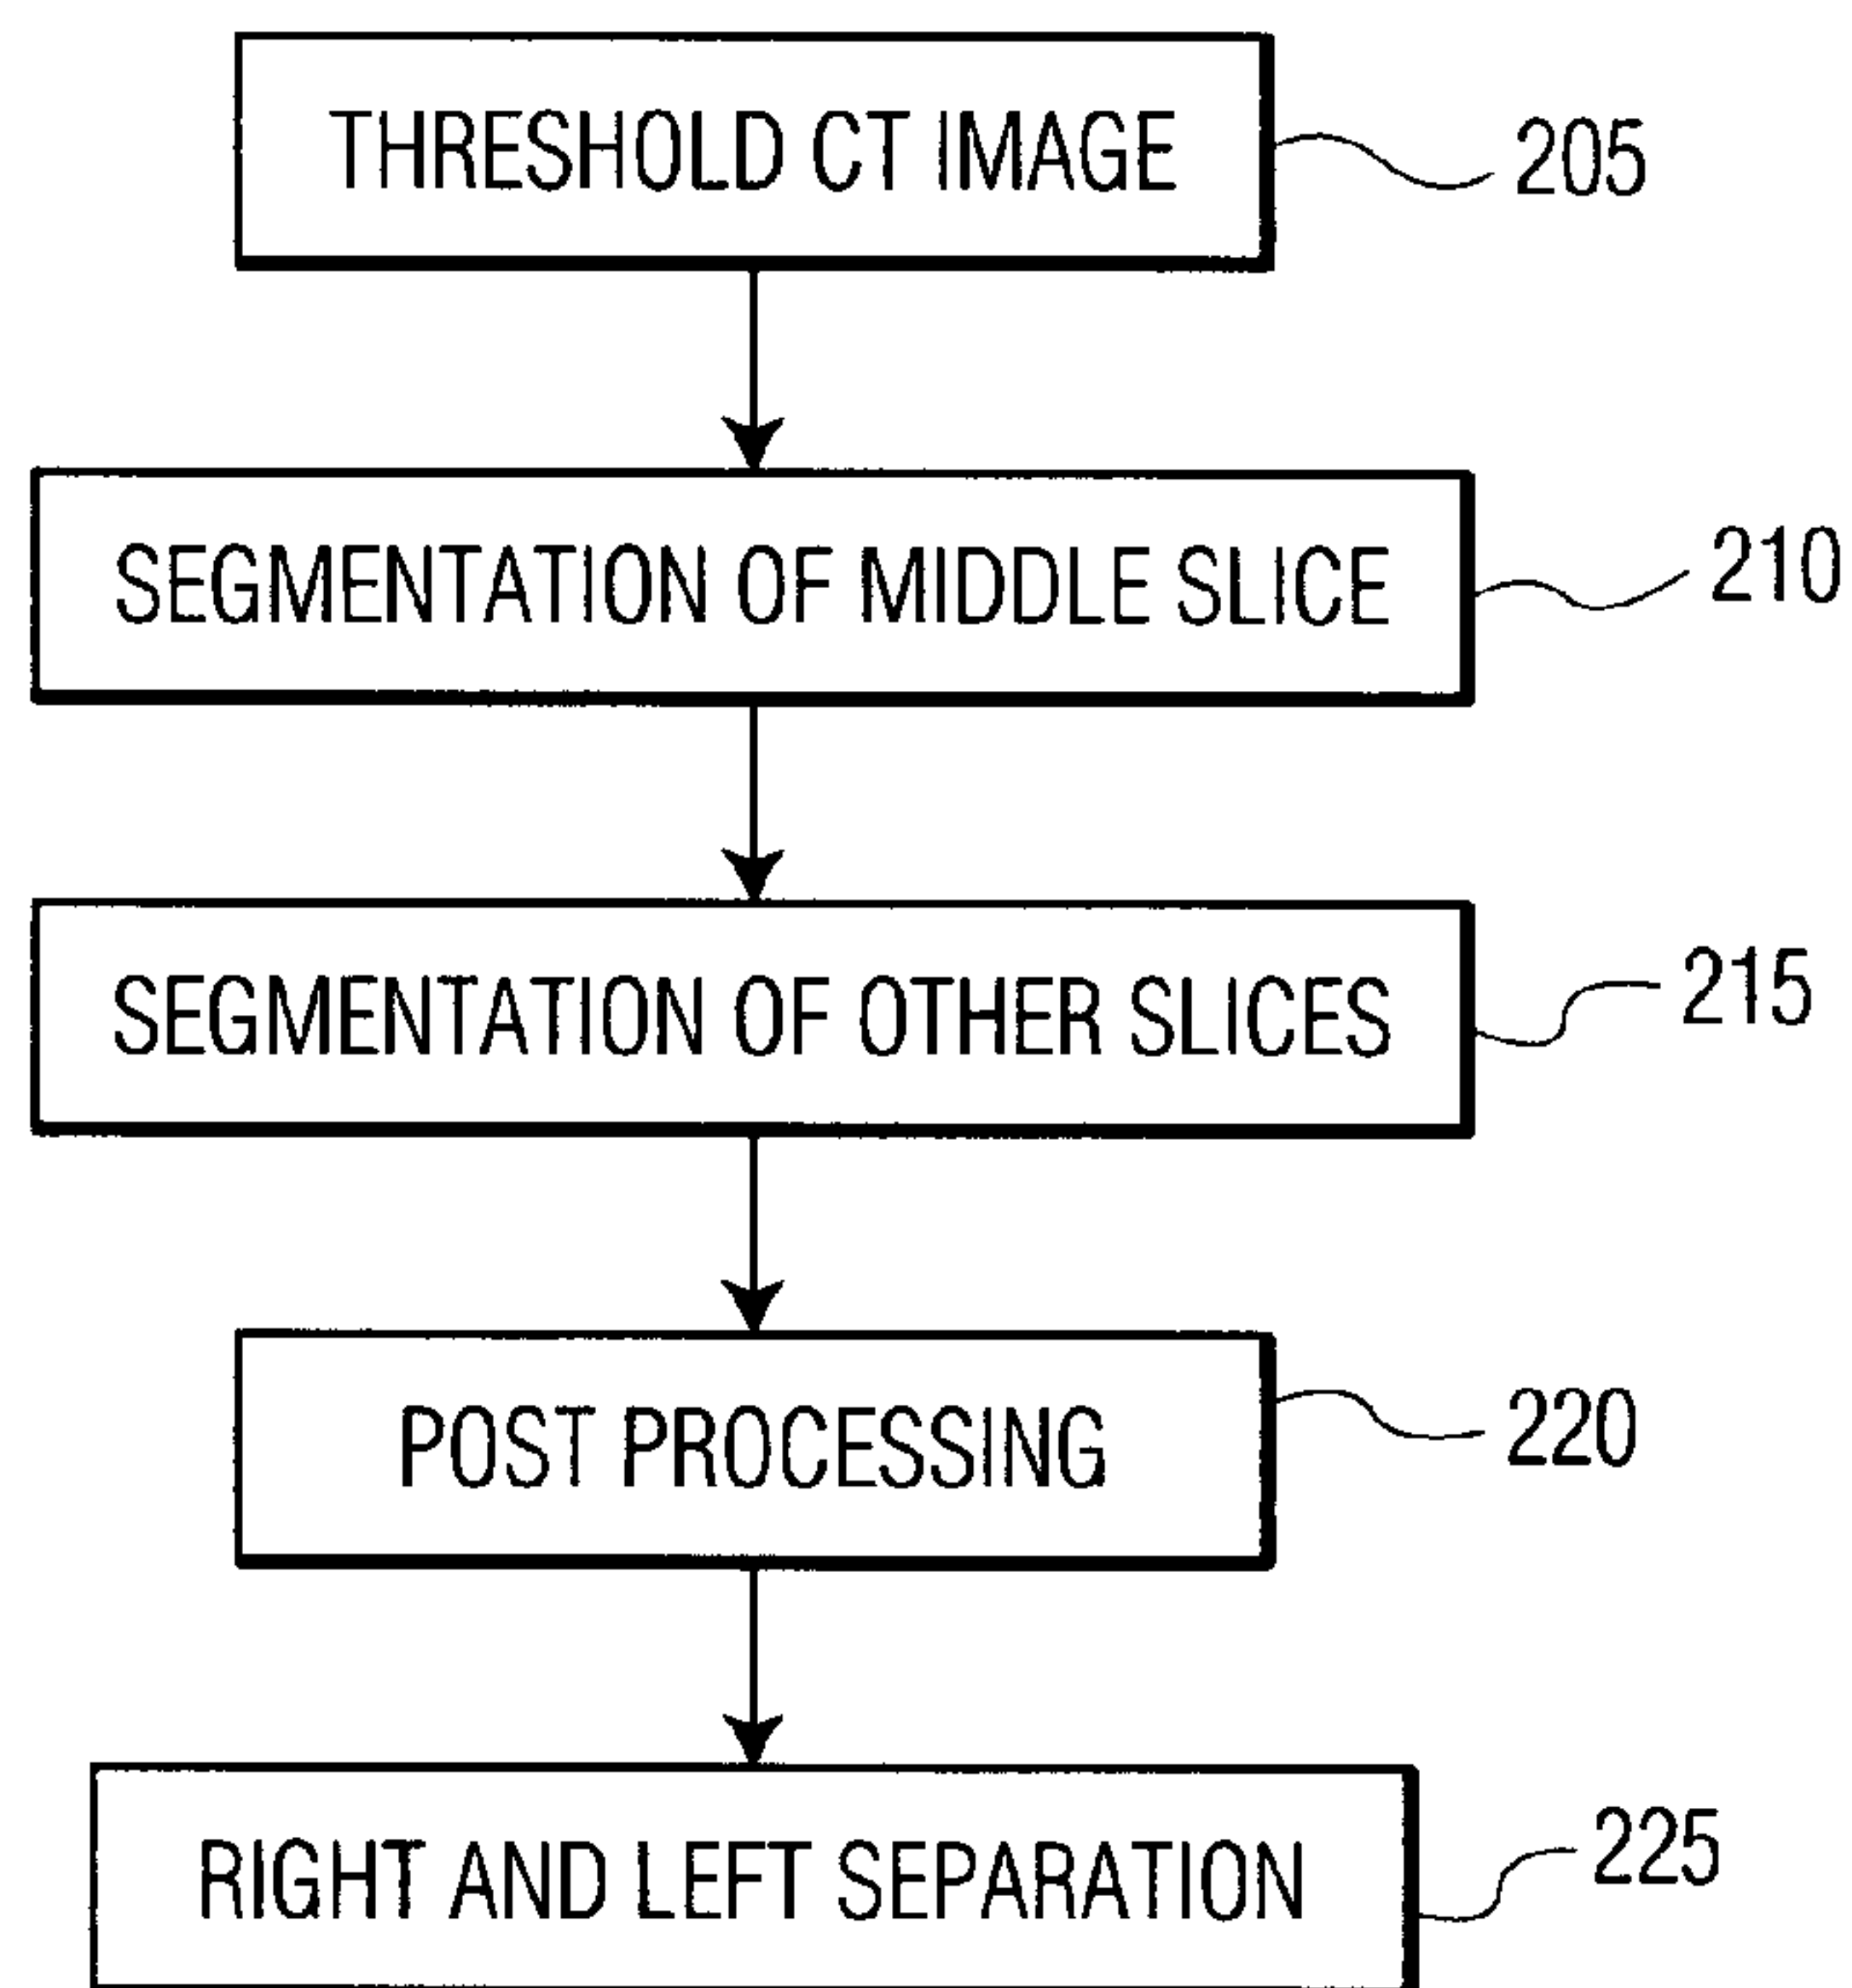 THRESHOLD CT IMAGE
205
SEGMENTATION OF MIDDLE SLICE
210
SEGMENTATION OF OTHER SLICES
215
POST PROCESSING
220
RIGHT AND LEFT SEPARATION
225